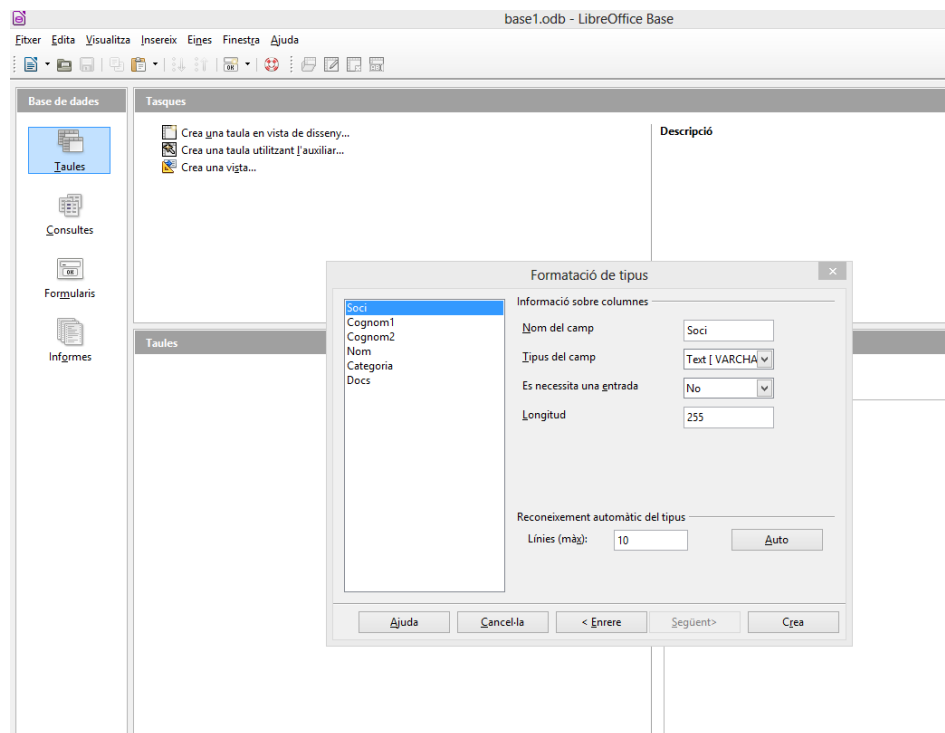 base1.odb - LibreOffice Base
Fitxer Edita Visualitza Insereix Eines Finestra Ajuda
Base de dades
Taules
Consultes
Formularis
Informes
Tasques
Crea una taula en vista de disseny...
Crea una taula utilitzant l'auxiliar...
Crea una vista...
Descripció
Taules
Formatació de tipus
Soci
Cognom1
Cognom2
Nom
Categoria
Docs
Informació sobre columnes
Nom del camp Soci
Tipus del camp Text [ VARCHA
Es necessita una entrada No
Longitud 255
Reconeixement automàtic del tipus
Línies (màx): 10 Auto
Ajuda Cancel·la < Enrere Següent> Crea